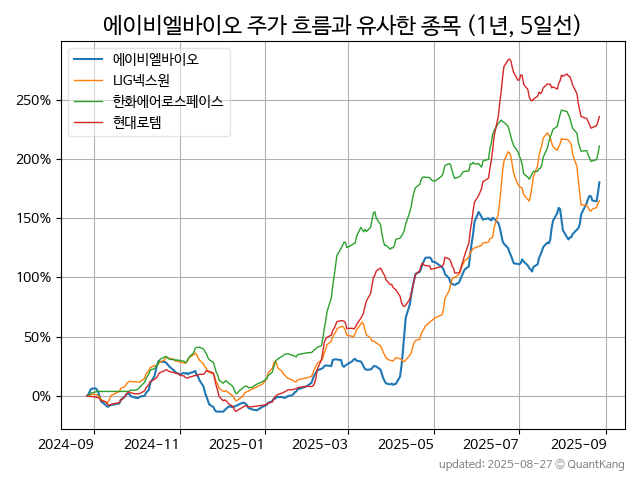 에이비엘바이오 주가 흐름과 유사한 종목 (1년, 5일선)
에이비엘바이오
LIG넥스원
한화에어로스페이스
현대로템
250%
200%
150%
100%
50%
0%
2024-09 2024-11 2025-01 2025-03 2025-05 2025-07 2025-09
updated: 2025-08-27 © QuantKang